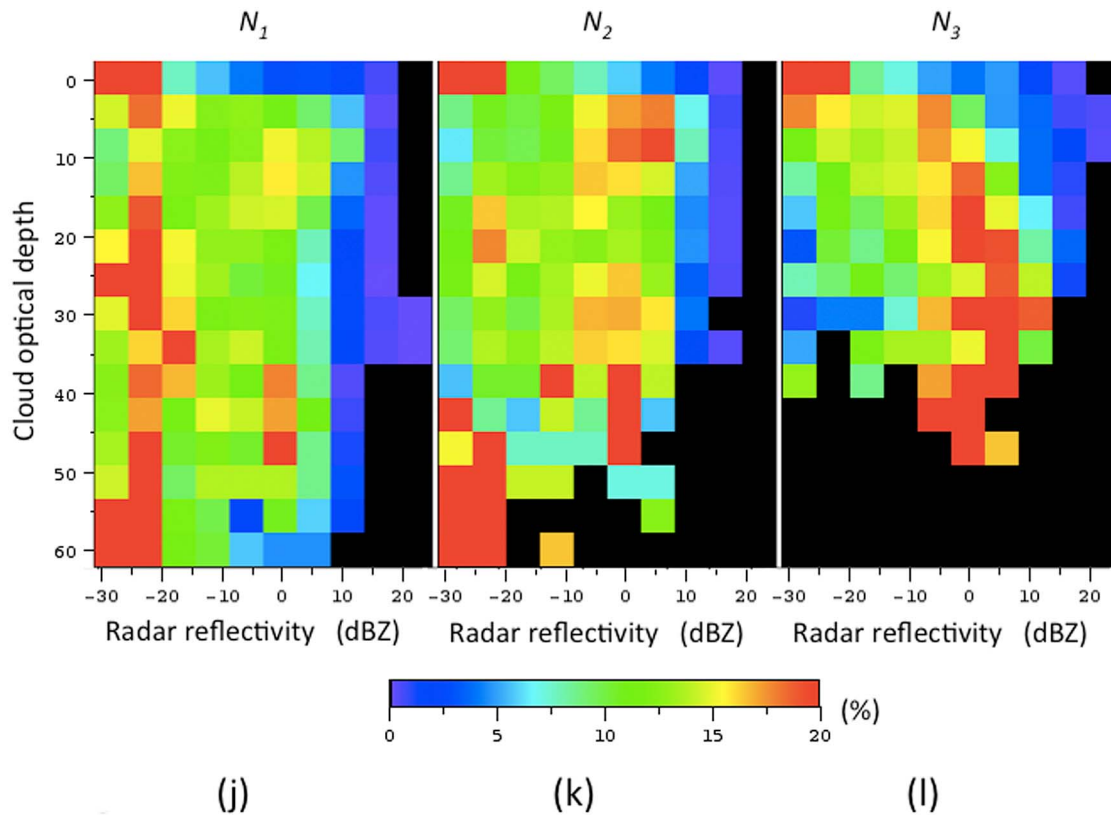 N1 N2 N3
Cloud optical depth
0
10
20
30
40
50
60
-30 -20 -10 0 10 20 -30 -20 -10 0 10 20 -30 -20 -10 0 10 20
Radar reflectivity (dBZ) Radar reflectivity (dBZ) Radar reflectivity (dBZ)
0 5 10 15 20 (%)
(j) (k) (l)